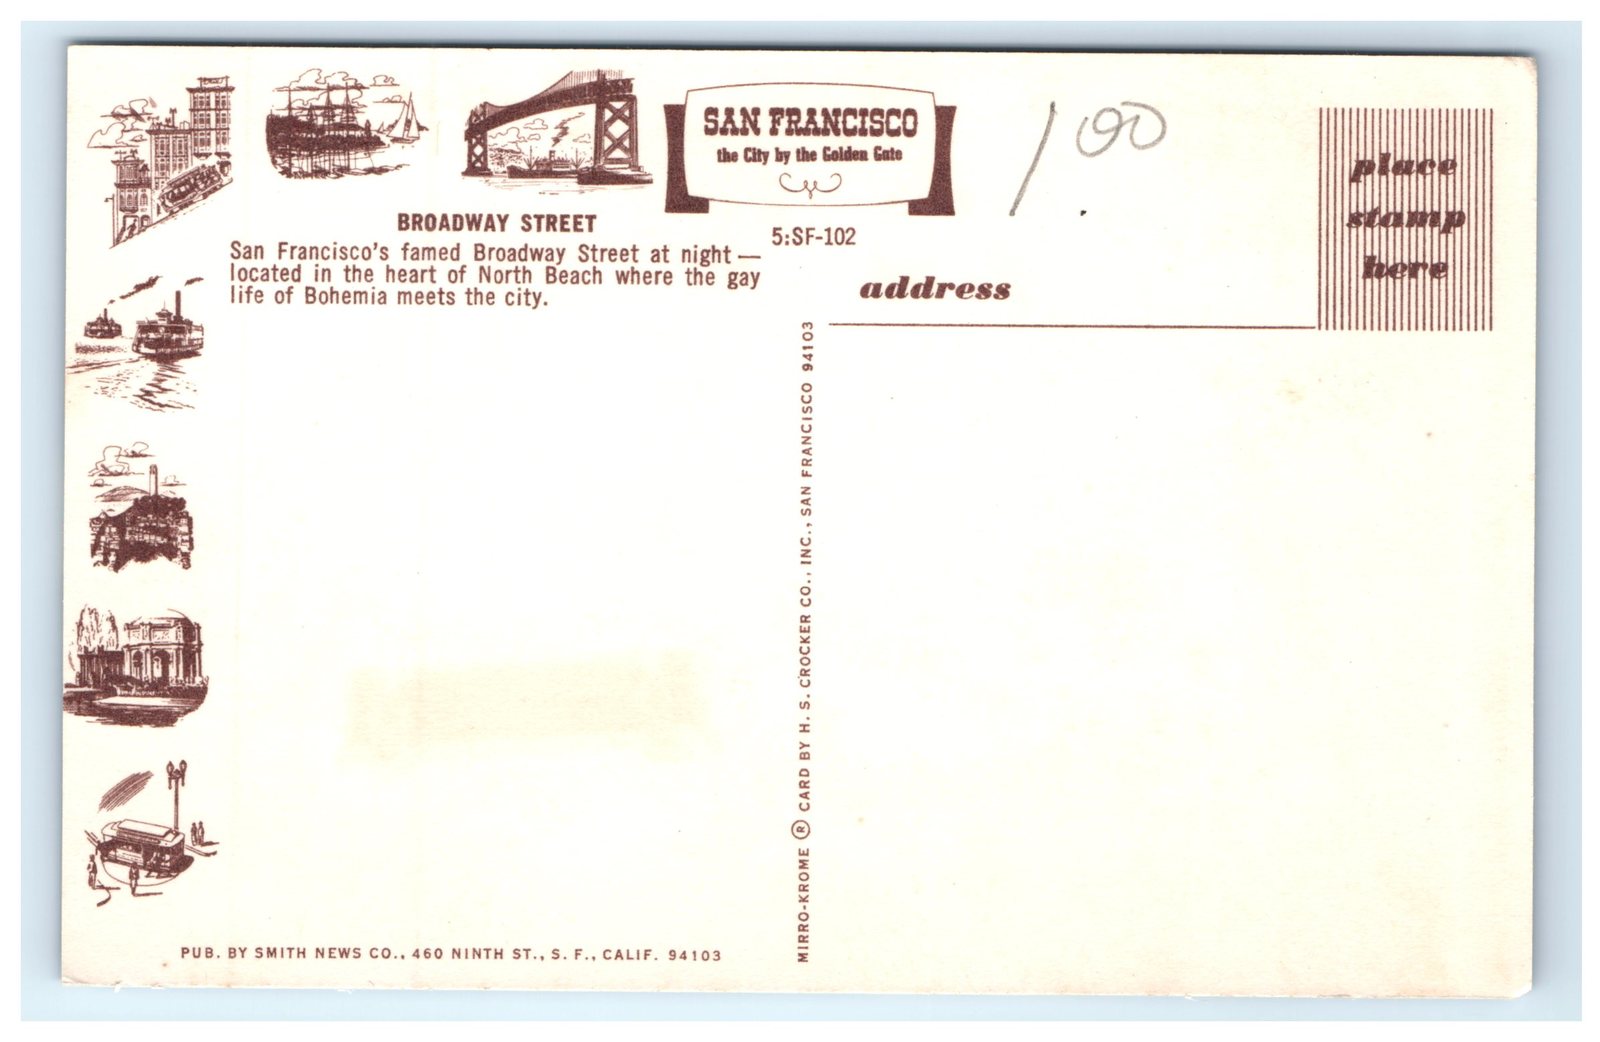 SAN FRANCISCO
the City by the Golden Gate
1.00
BROADWAY STREET
San Francisco's famed Broadway Street at night —
located in the heart of North Beach where the gay
life of Bohemia meets the city.
5:SF-102
place
stamp
here
address
MIRRO-KROME ® CARD BY H. S. CROCKER CO., INC., SAN FRANCISCO 94103
PUB. BY SMITH NEWS CO., 460 NINTH ST., S. F., CALIF. 94103